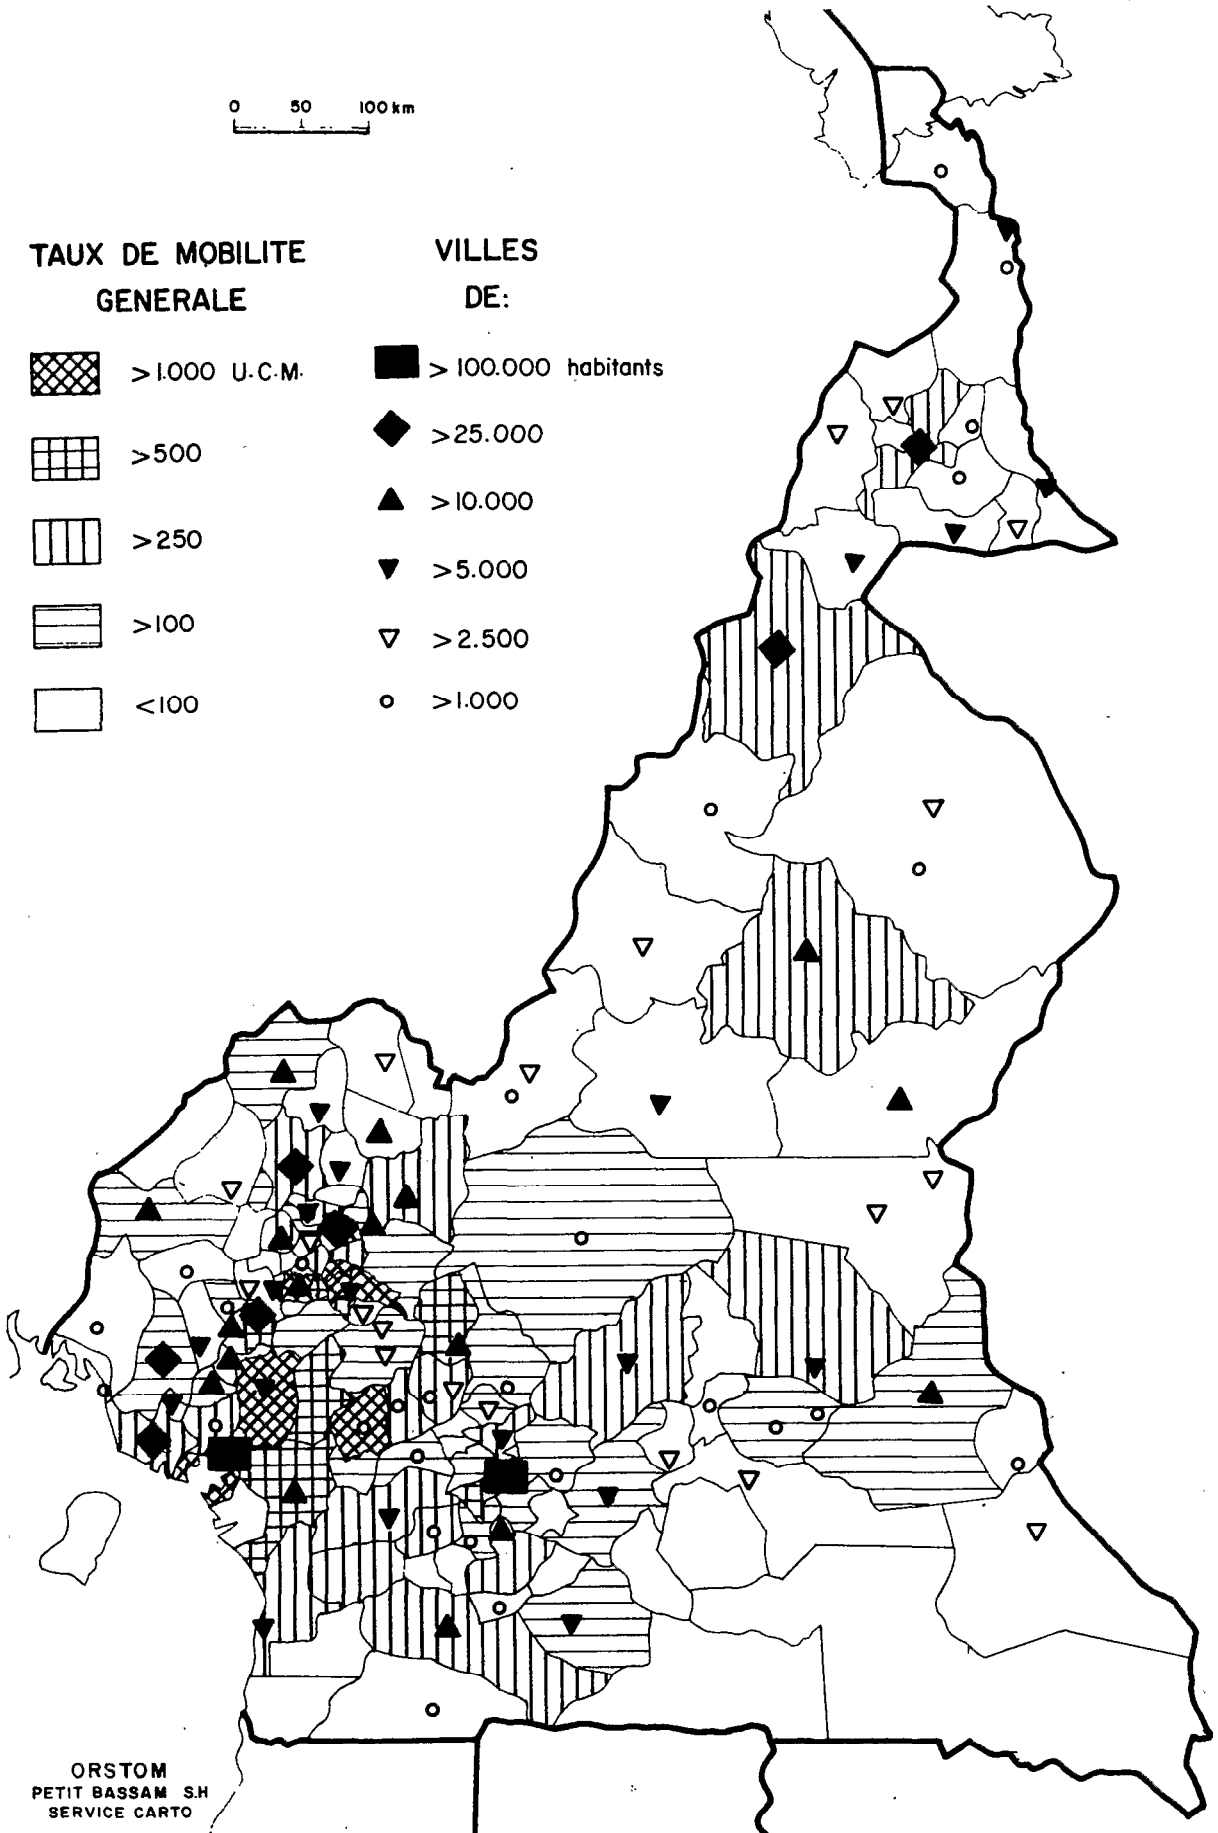 0 50 100 km
TAUX DE MOBILITE
GENERALE
>1.000 U.C.M.
>500
>250
>100
<100
VILLES
DE:
>100.000 habitants
>25.000
>10.000
>5.000
>2.500
>1.000
ORSTOM
PETIT BASSAM S.H
SERVICE CARTO